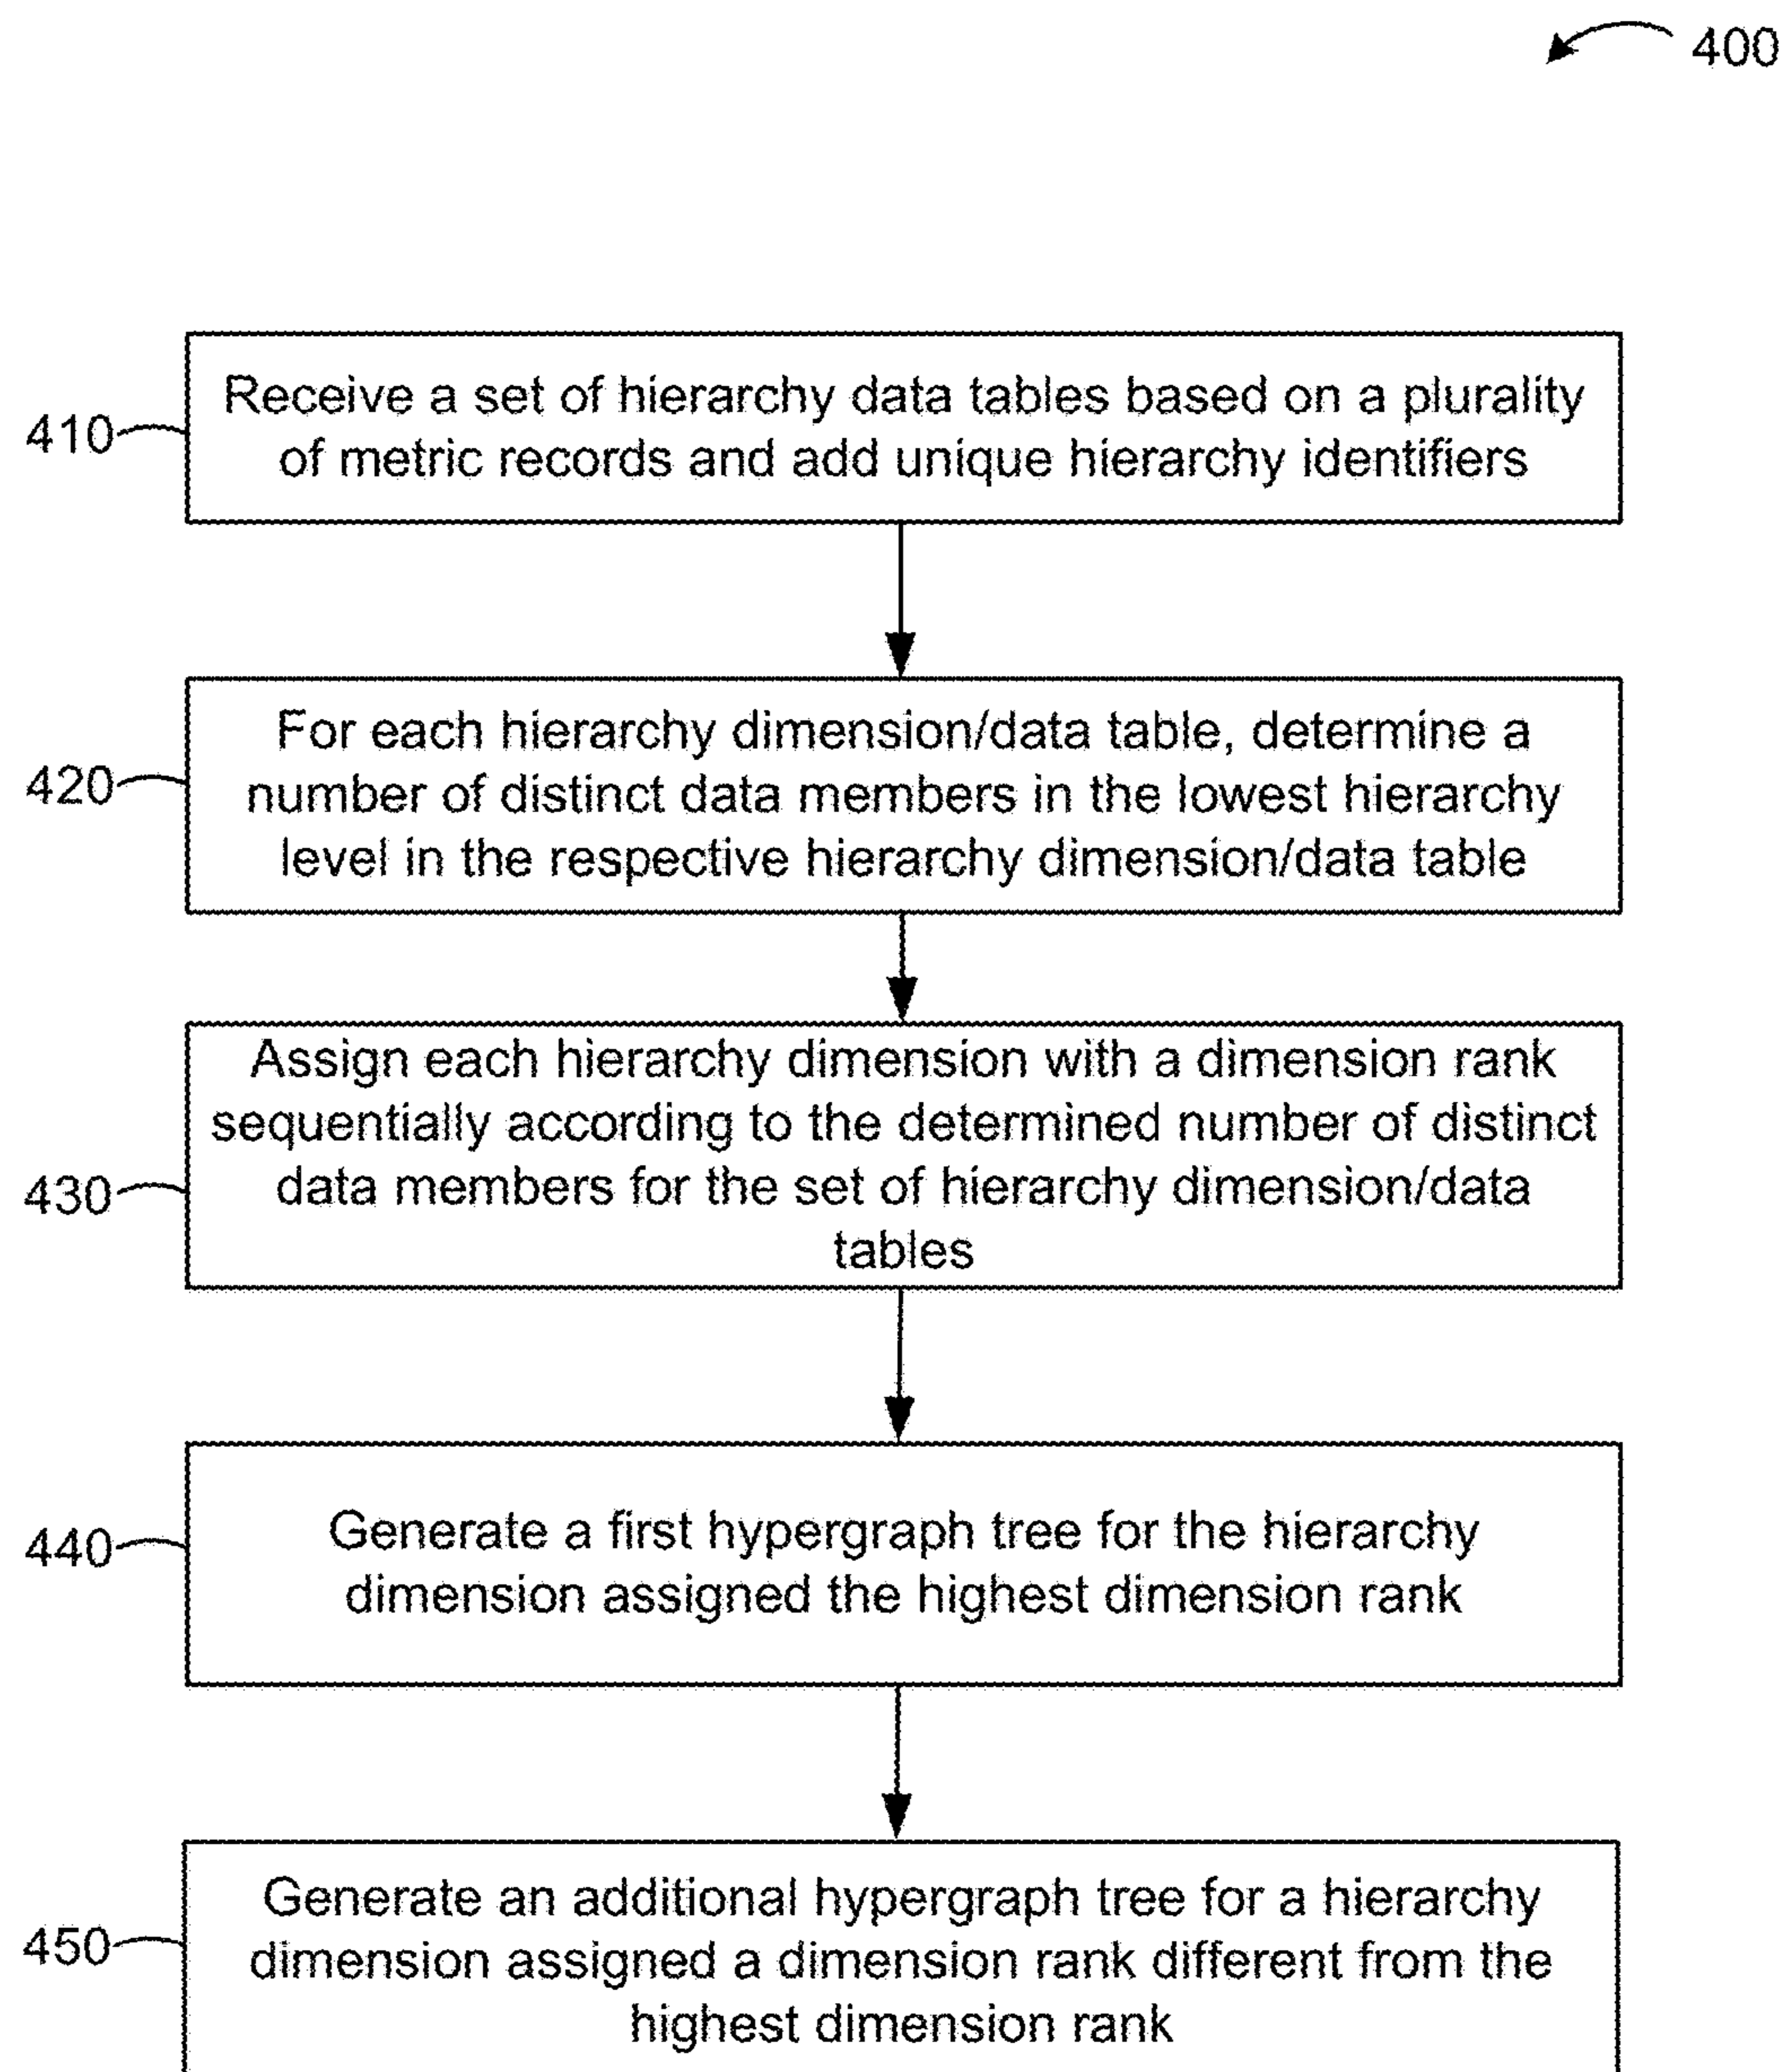 400
410
Receive a set of hierarchy data tables based on a plurality
of metric records and add unique hierarchy identifiers
420
For each hierarchy dimension/data table, determine a
number of distinct data members in the lowest hierarchy
level in the respective hierarchy dimension/data table
430
Assign each hierarchy dimension with a dimension rank
sequentially according to the determined number of distinct
data members for the set of hierarchy dimension/data
tables
440
Generate a first hypergraph tree for the hierarchy
dimension assigned the highest dimension rank
450
Generate an additional hypergraph tree for a hierarchy
dimension assigned a dimension rank different from the
highest dimension rank